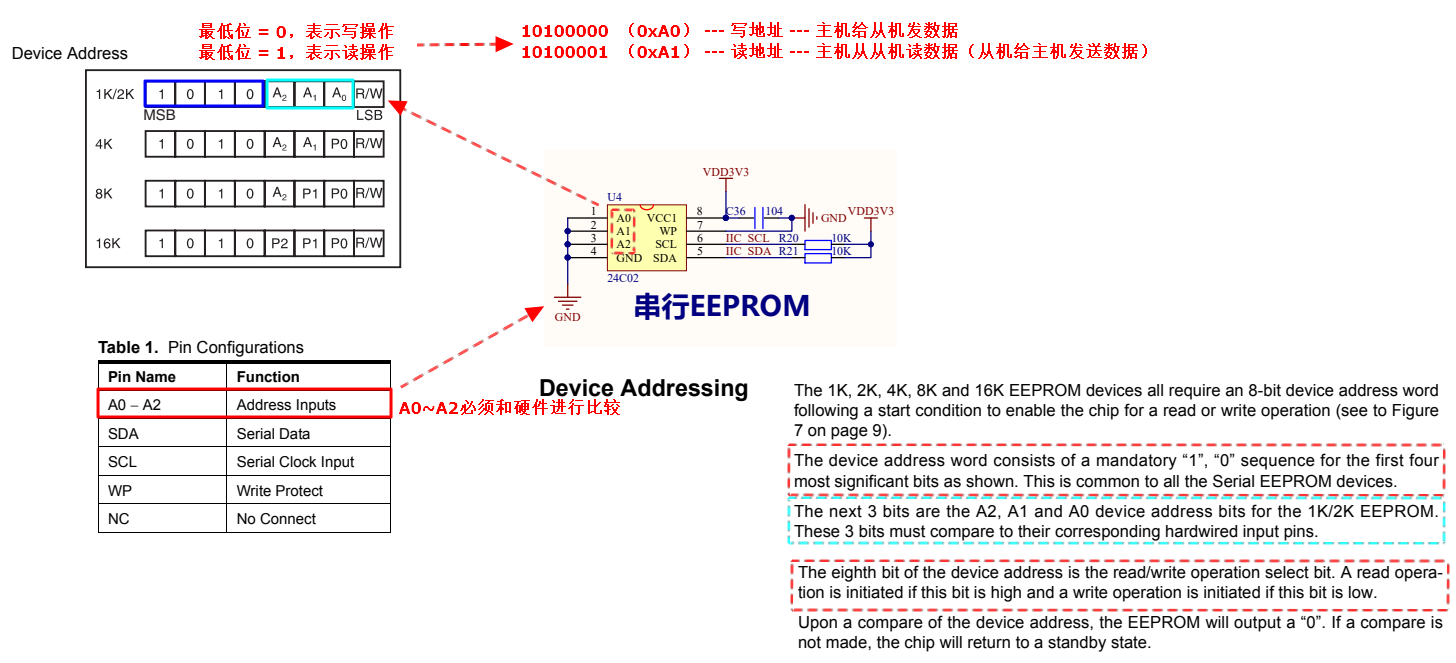 最低位 = 0，表示写操作
最低位 = 1，表示读操作
10100000 （0xA0） --- 写地址 --- 主机给从机发数据
10100001 （0xA1） --- 读地址 --- 主机从从机读数据（从机给主机发送数据）
Device Address
1K/2K 1 0 1 0 A2 A1 A0 R/W
MSB LSB
4K 1 0 1 0 A2 A1 P0 R/W
8K 1 0 1 0 A2 P1 P0 R/W
16K 1 0 1 0 P2 P1 P0 R/W
VDD3V3
U4
1 A0 VCC1 8 C36 104 GND VDD3V3
2 A1 WP 7
3 A2 SCL 6 IIC_SCL R20 10K
4 GND SDA 5 IIC_SDA R21 10K
24C02
GND
串行EEPROM
Table 1. Pin Configurations
Pin Name Function
A0 – A2 Address Inputs
SDA Serial Data
SCL Serial Clock Input
WP Write Protect
NC No Connect
A0~A2必须和硬件进行比较
Device Addressing
The 1K, 2K, 4K, 8K and 16K EEPROM devices all require an 8-bit device address word
following a start condition to enable the chip for a read or write operation (see to Figure
7 on page 9).
The device address word consists of a mandatory “1”, “0” sequence for the first four
most significant bits as shown. This is common to all the Serial EEPROM devices.
The next 3 bits are the A2, A1 and A0 device address bits for the 1K/2K EEPROM.
These 3 bits must compare to their corresponding hardwired input pins.
The eighth bit of the device address is the read/write operation select bit. A read opera-
tion is initiated if this bit is high and a write operation is initiated if this bit is low.
Upon a compare of the device address, the EEPROM will output a “0”. If a compare is
not made, the chip will return to a standby state.